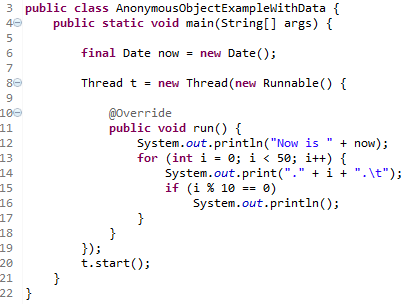 3 public class AnonymousObjectExampleWithData {
4     public static void main(String[] args) {
5
6         final Date now = new Date();
7
8         Thread t = new Thread(new Runnable() {
9
10             @Override
11             public void run() {
12                 System.out.println("Now is " + now);
13                 for (int i = 0; i < 50; i++) {
14                     System.out.print("." + i + ".\t");
15                     if (i % 10 == 0)
16                         System.out.println();
17                 }
18             }
19         });
20         t.start();
21     }
22 }